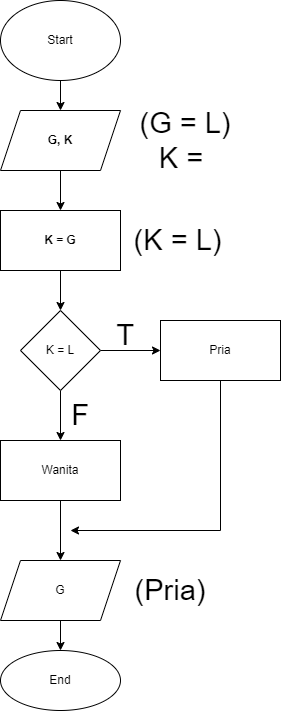 Start
G, K
(G = L)
K =
K = G
(K = L)
K = L
T
Pria
F
Wanita
G
(Pria)
End